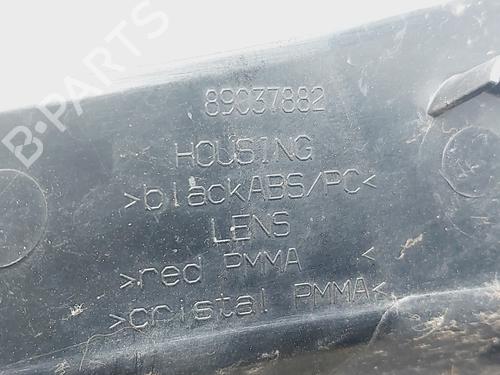 B-PARTS
89037882
HOUSING
>blackABS/PC<
LENS
>red PMMA <
>cristal PMMA<